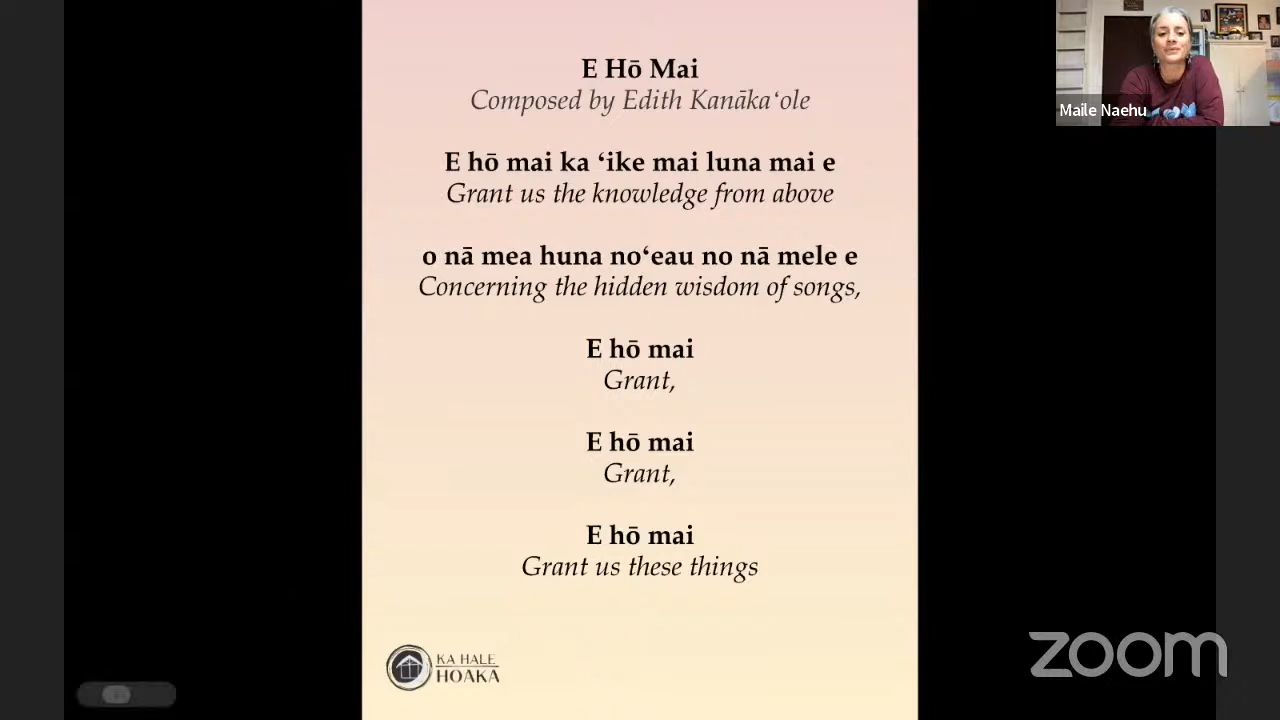 E Hō Mai
Composed by Edith Kanākaʻole
E hō mai ka ʻike mai luna mai e
Grant us the knowledge from above
o nā mea huna noʻeau no nā mele e
Concerning the hidden wisdom of songs,
E hō mai
Grant,
E hō mai
Grant,
E hō mai
Grant us these things
KA HALE
HOAKA
Maile Naehu
zoom